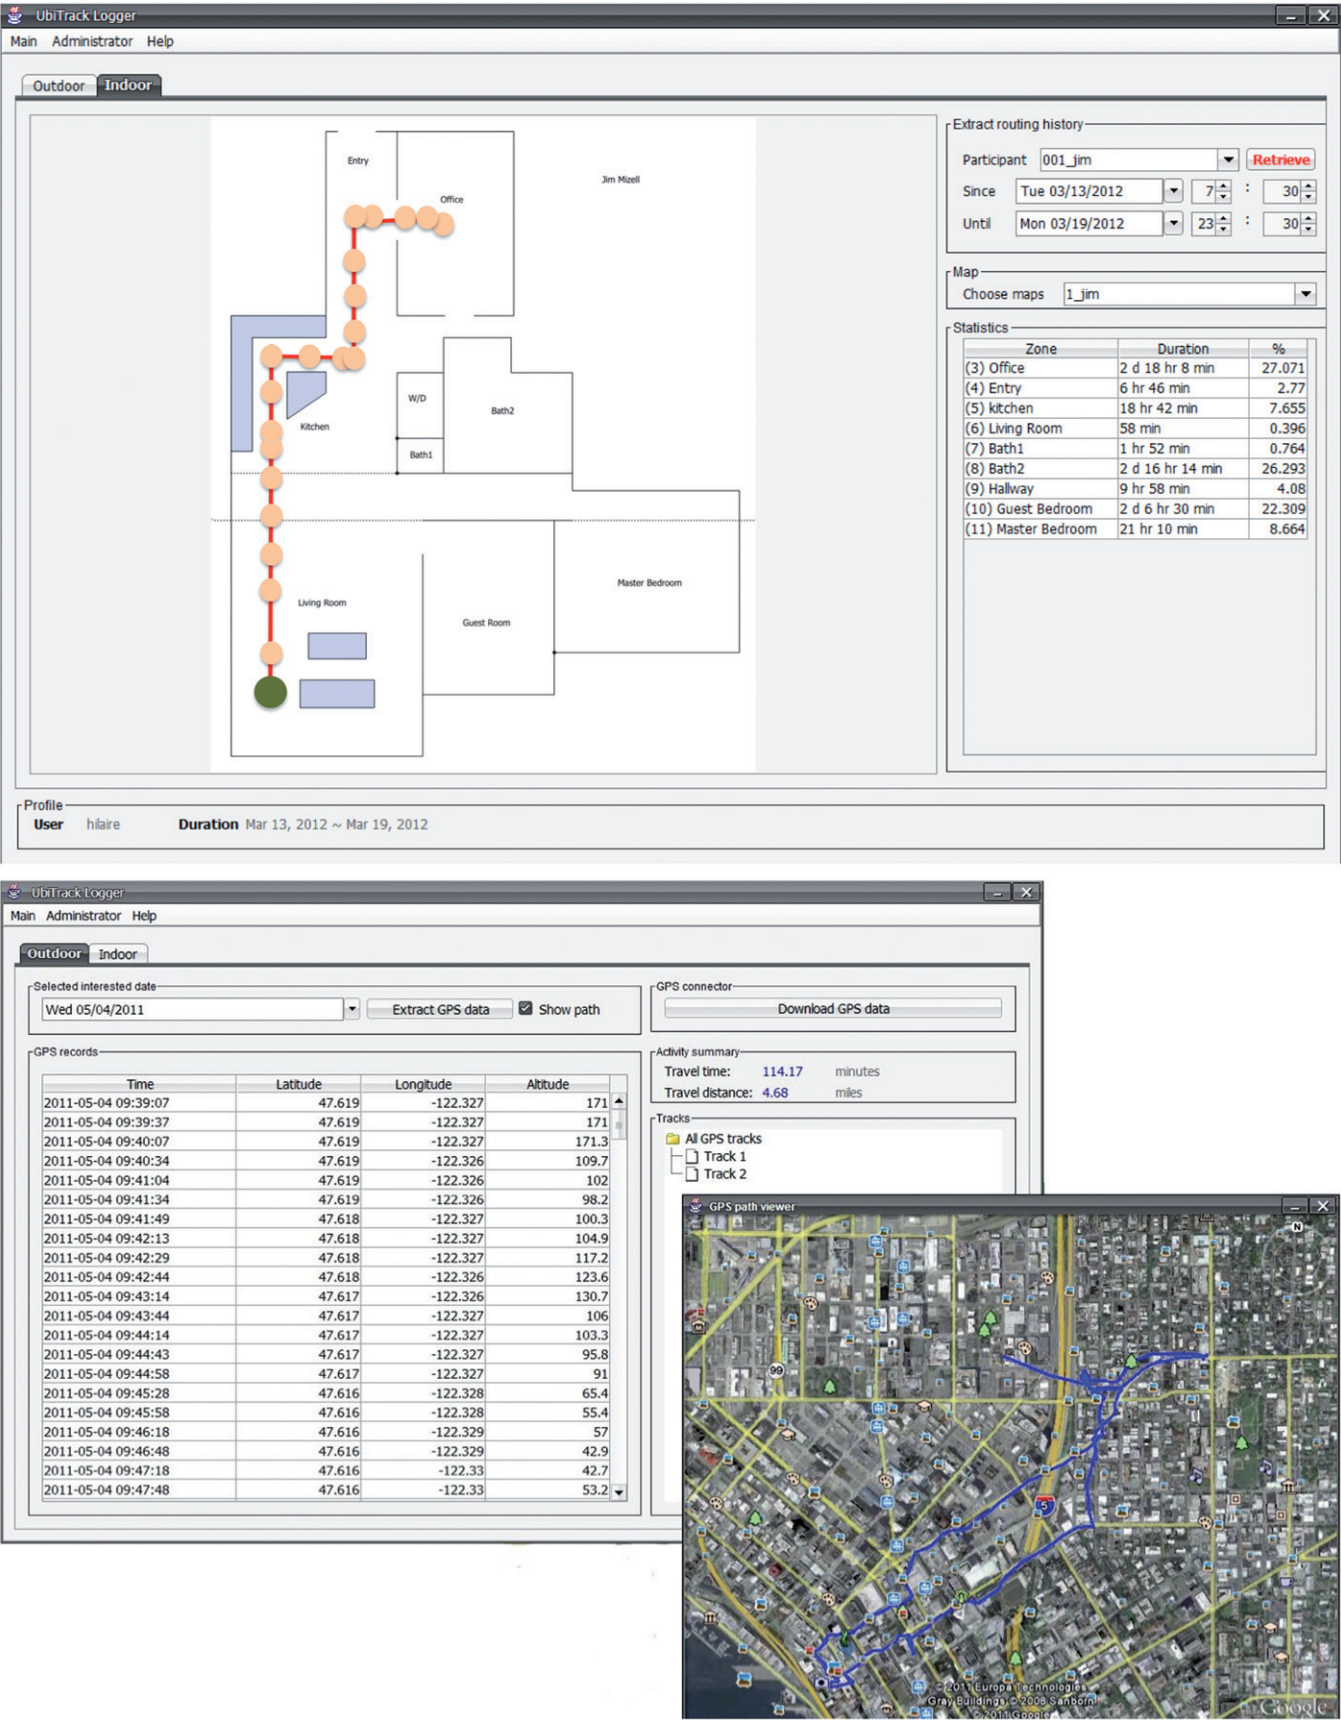 UbiTrack Logger
Main Administrator Help
Outdoor Indoor
Entry
Office
Jim Mizell
W/D
Bath2
Kitchen
Bath1
Master Bedroom
Living Room
Guest Room
Extract routing history
Participant 001_jim Retrieve
Since Tue 03/13/2012 7 : 30
Until Mon 03/19/2012 23 : 30
Map
Choose maps 1_jim
Statistics
Zone Duration %
(3) Office 2 d 18 hr 8 min 27.071
(4) Entry 6 hr 46 min 2.77
(5) kitchen 18 hr 42 min 7.655
(6) Living Room 58 min 0.396
(7) Bath1 1 hr 52 min 0.764
(8) Bath2 2 d 16 hr 14 min 26.293
(9) Hallway 9 hr 58 min 4.08
(10) Guest Bedroom 2 d 6 hr 30 min 22.309
(11) Master Bedroom 21 hr 10 min 8.664
Profile
User hilaire Duration Mar 13, 2012 ~ Mar 19, 2012
UbiTrack Logger
Main Administrator Help
Outdoor Indoor
Selected interested date
Wed 05/04/2011 Extract GPS data Show path
GPS connector
Download GPS data
GPS records
Time Latitude Longitude Altitude
2011-05-04 09:39:07 47.619 -122.327 171
2011-05-04 09:39:37 47.619 -122.327 171
2011-05-04 09:40:07 47.619 -122.327 171.3
2011-05-04 09:40:34 47.619 -122.326 109.7
2011-05-04 09:41:04 47.619 -122.326 102
2011-05-04 09:41:34 47.619 -122.326 98.2
2011-05-04 09:41:49 47.618 -122.327 100.3
2011-05-04 09:42:13 47.618 -122.327 104.9
2011-05-04 09:42:29 47.618 -122.327 117.2
2011-05-04 09:42:44 47.618 -122.326 123.6
2011-05-04 09:43:14 47.617 -122.326 130.7
2011-05-04 09:43:44 47.617 -122.327 106
2011-05-04 09:44:14 47.617 -122.327 103.3
2011-05-04 09:44:43 47.617 -122.327 95.8
2011-05-04 09:44:58 47.617 -122.327 91
2011-05-04 09:45:28 47.616 -122.328 65.4
2011-05-04 09:45:58 47.616 -122.328 55.4
2011-05-04 09:46:18 47.616 -122.329 57
2011-05-04 09:46:48 47.616 -122.329 42.9
2011-05-04 09:47:18 47.616 -122.33 42.7
2011-05-04 09:47:48 47.616 -122.33 53.2
Activity summary
Travel time: 114.17 minutes
Travel distance: 4.68 miles
Tracks
All GPS tracks
Track 1
Track 2
GPS path viewer
N
99
5
© 2011 Europa Technologies
Gray Buildings © 2008 Sanborn
© 2011 Google
Google